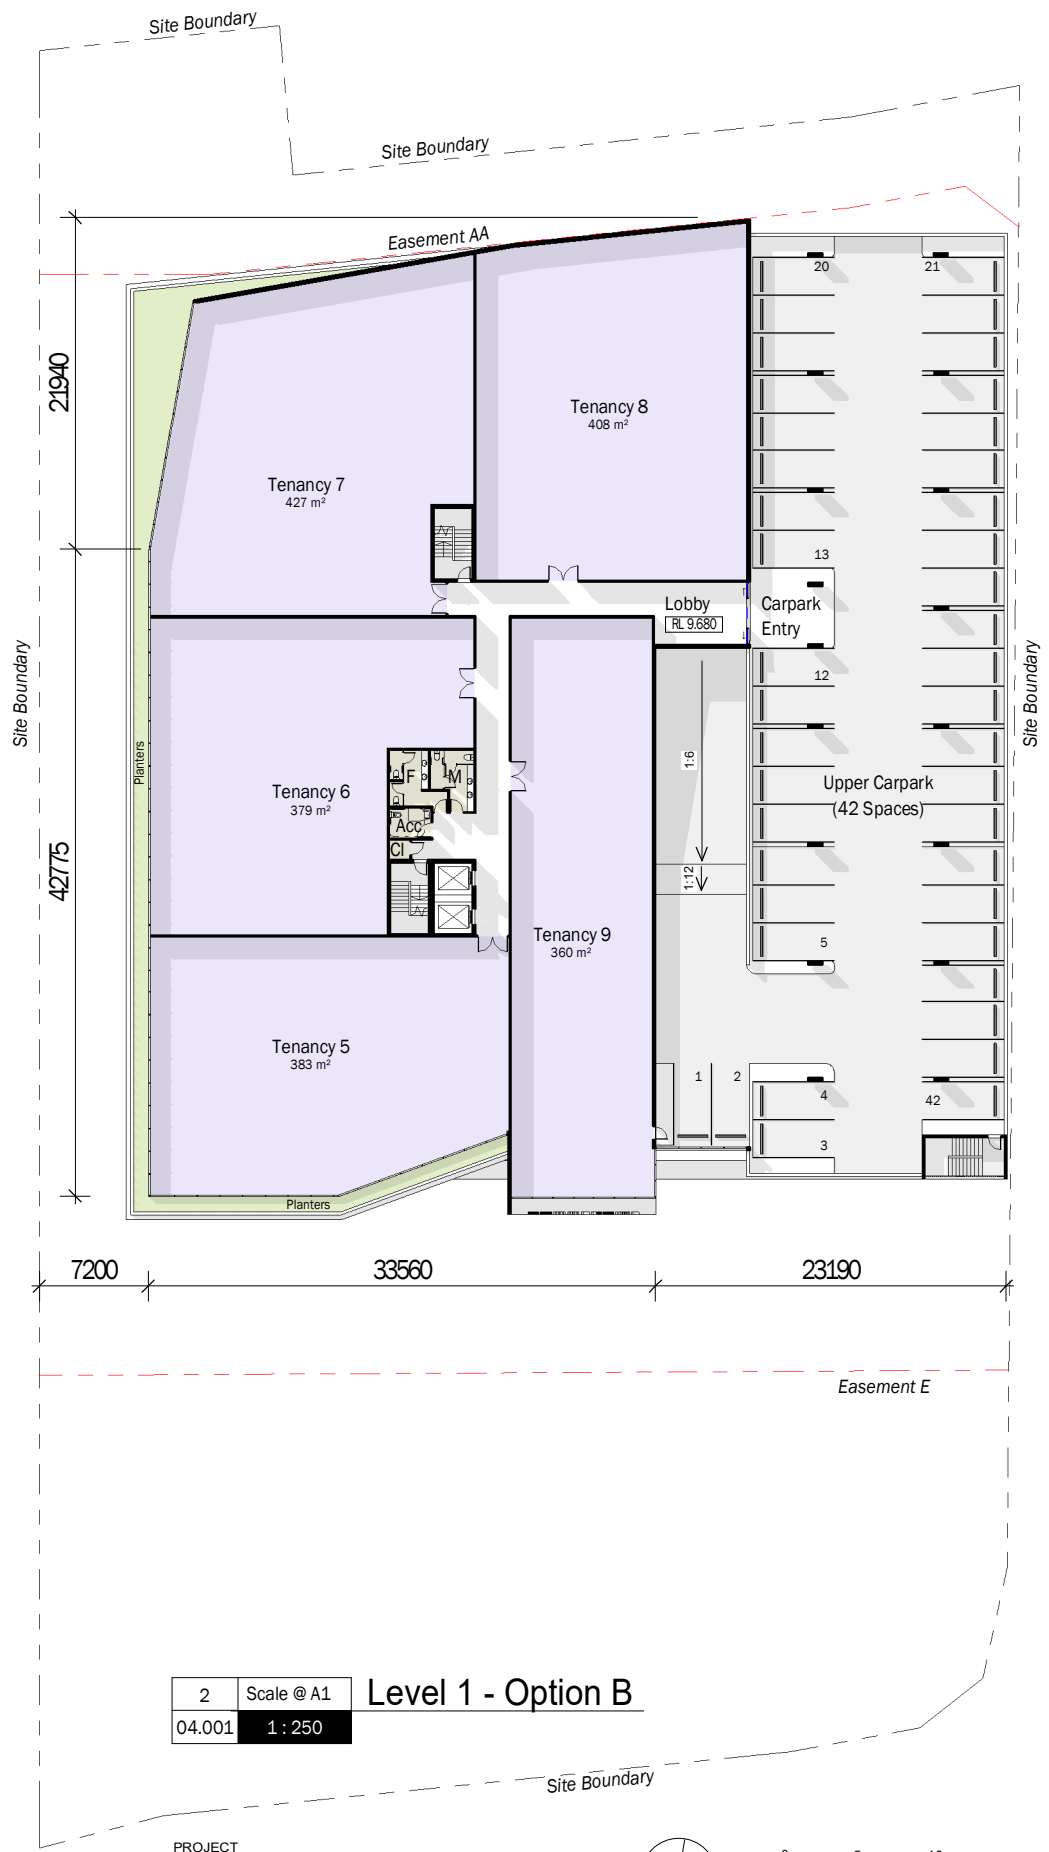 Site Boundary
Site Boundary
Easement AA
20
21
21940
Tenancy 8
408 m²
Tenancy 7
427 m²
13
Lobby
RL 9.680
Carpark
Entry
Site Boundary
Site Boundary
12
Planters
1:6
Upper Carpark
(42 Spaces)
F
M
Tenancy 6
379 m²
Acc
Cl
42775
1:12
Tenancy 9
360 m²
5
Tenancy 5
383 m²
1
2
4
42
3
Planters
7200
33560
23190
Easement E
2
Scale @ A1
Level 1 - Option B
04.001
1 : 250
Site Boundary
PROJECT